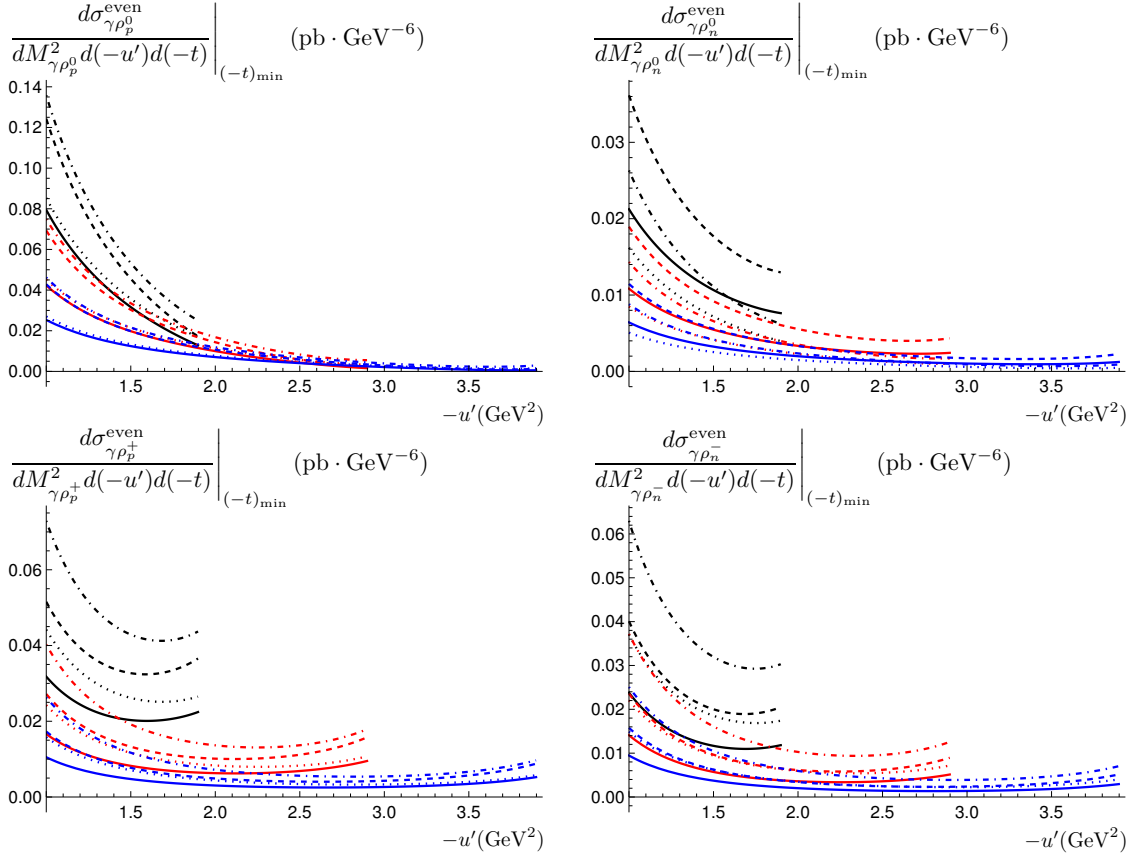 dσ^even_{γρ^0_p} / dM^2_{γρ^0_p} d(−u′)d(−t) |_{(−t)min} (pb · GeV^−6)
0.14
0.12
0.10
0.08
0.06
0.04
0.02
0.00
1.5 2.0 2.5 3.0 3.5
−u′(GeV^2)
dσ^even_{γρ^0_n} / dM^2_{γρ^0_n} d(−u′)d(−t) |_{(−t)min} (pb · GeV^−6)
0.03
0.02
0.01
0.00
1.5 2.0 2.5 3.0 3.5
−u′(GeV^2)
dσ^even_{γρ^+_p} / dM^2_{γρ^+_p} d(−u′)d(−t) |_{(−t)min} (pb · GeV^−6)
0.06
0.04
0.02
0.00
1.5 2.0 2.5 3.0 3.5
−u′(GeV^2)
dσ^even_{γρ^−_n} / dM^2_{γρ^−_n} d(−u′)d(−t) |_{(−t)min} (pb · GeV^−6)
0.06
0.05
0.04
0.03
0.02
0.01
0.00
1.5 2.0 2.5 3.0 3.5
−u′(GeV^2)